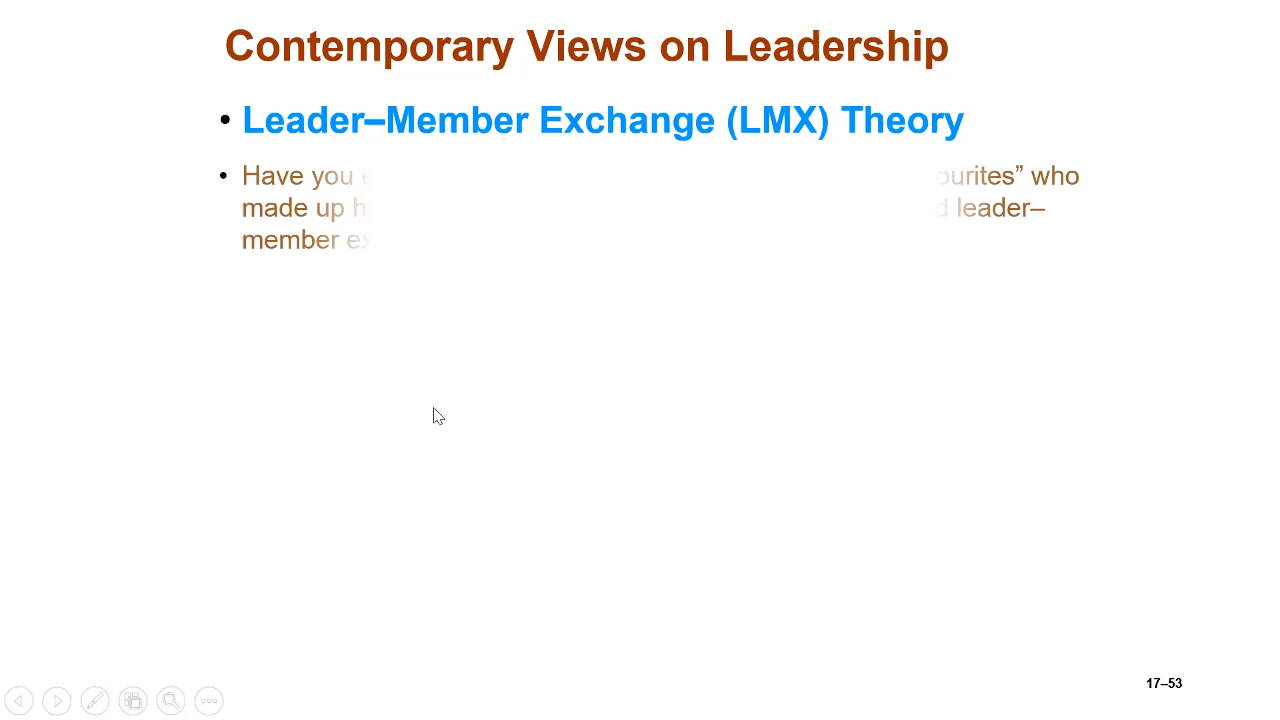 Contemporary Views on Leadership
• Leader–Member Exchange (LMX) Theory
• Have you ourites” who
made up h d leader–
member ex
17–53